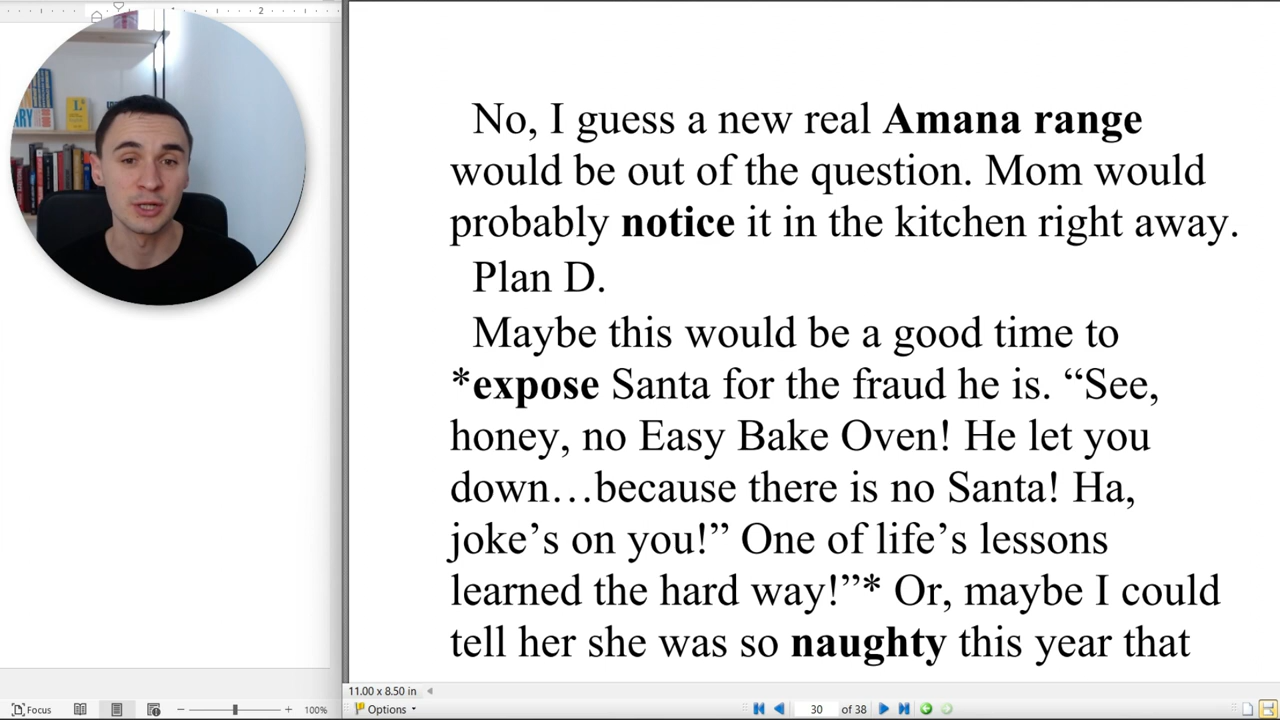 2
No, I guess a new real Amana range
would be out of the question. Mom would
probably notice it in the kitchen right away.
Plan D.
Maybe this would be a good time to
*expose Santa for the fraud he is. “See,
honey, no Easy Bake Oven! He let you
down…because there is no Santa! Ha,
joke’s on you!” One of life’s lessons
learned the hard way!”* Or, maybe I could
tell her she was so naughty this year that
11.00 x 8.50 in
Focus 100% Options 30 of 38